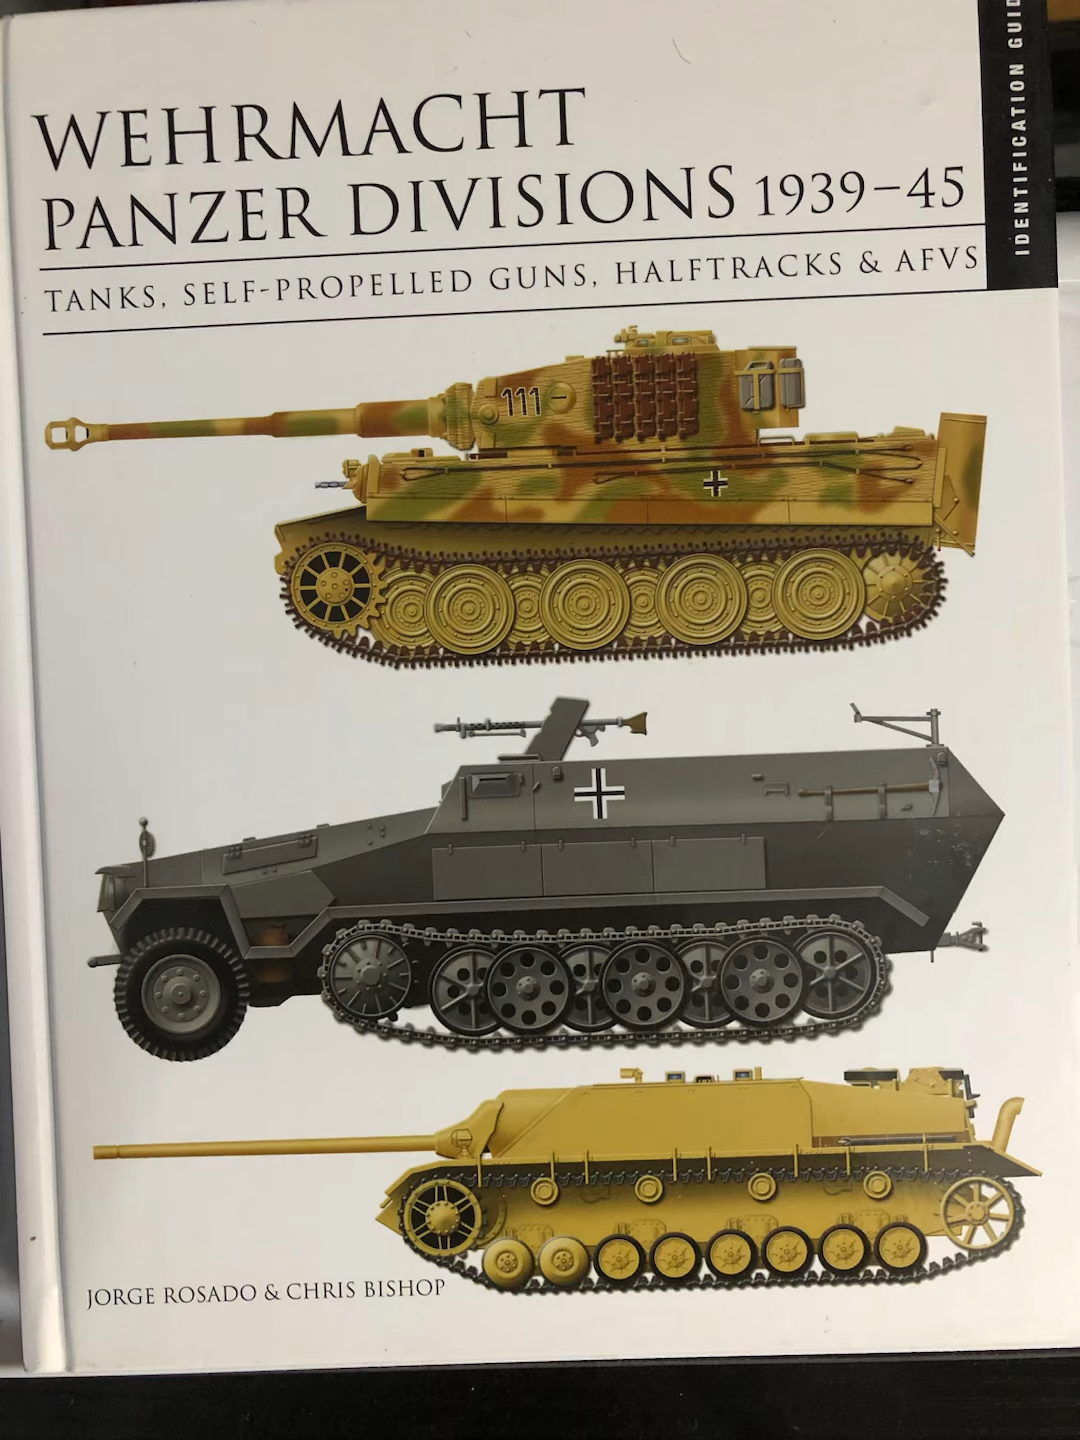 WEHRMACHT
PANZER DIVISIONS 1939–45
TANKS, SELF-PROPELLED GUNS, HALFTRACKS & AFVS
IDENTIFICATION GUID
111
JORGE ROSADO & CHRIS BISHOP